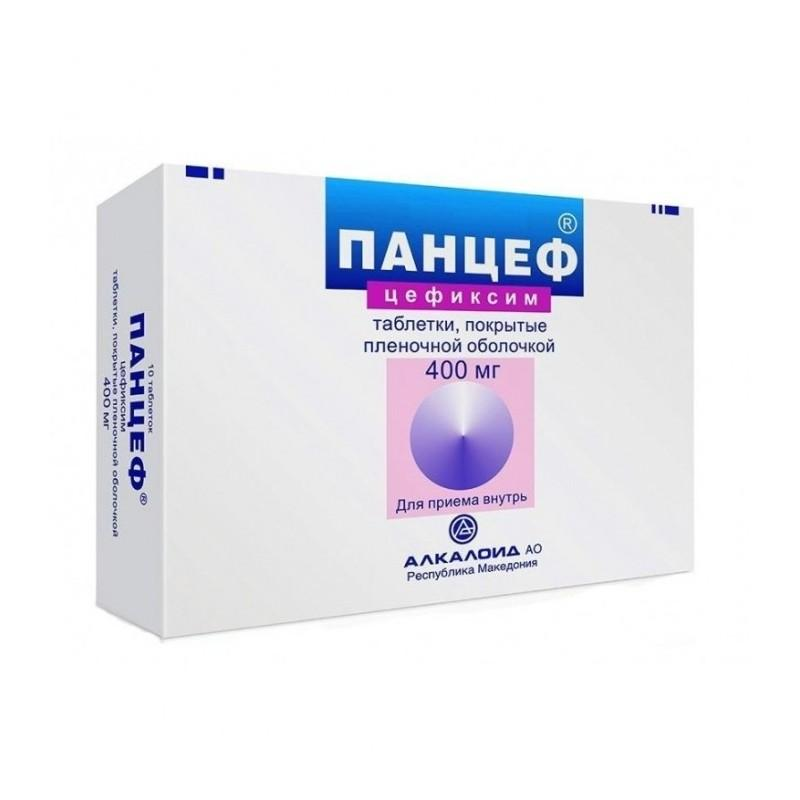 ПАНЦЕФ®
цефиксим
таблетки, покрытые
пленочной оболочкой
400 мг
Для приема внутрь
АЛКАЛОИД АО
Республика Македония
10 таблеток
ПАНЦЕФ®
цефиксим
таблетки, покрытые пленочной оболочкой
400 мг